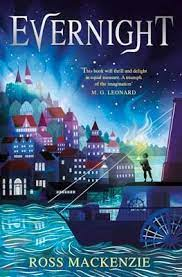 EVERNIGHT
This book will thrill and delight
in equal measure. A triumph
of the imagination
M. G. LEONARD
ROSS MACKENZIE